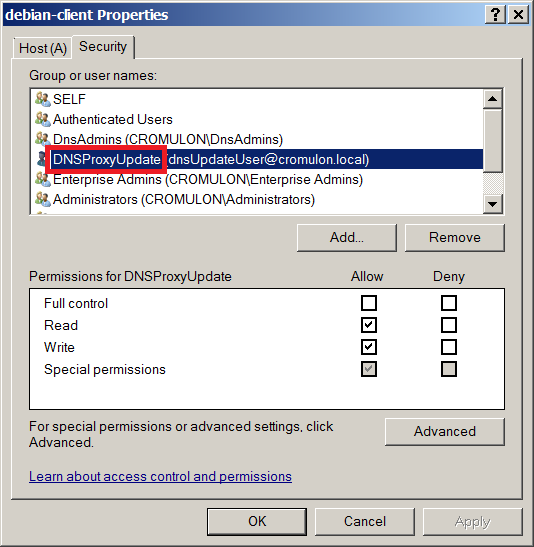 debian-client Properties
Host (A) Security
Group or user names:
SELF
Authenticated Users
DnsAdmins (CROMULON\DnsAdmins)
DNSProxyUpdate (dnsUpdateUser@cromulon.local)
Enterprise Admins (CROMULON\Enterprise Admins)
Administrators (CROMULON\Administrators)
Add... Remove
Permissions for DNSProxyUpdate Allow Deny
Full control
Read
Write
Special permissions
For special permissions or advanced settings, click
Advanced.
Advanced
Learn about access control and permissions
OK Cancel Apply